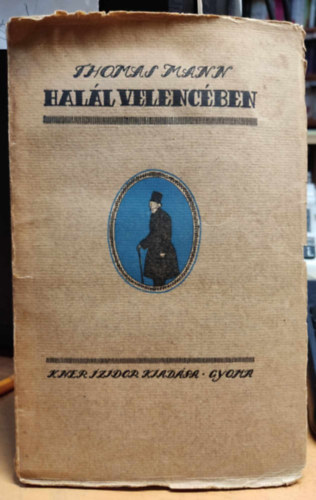 THOMAS MANN
HALÁL VELENCÉBEN
KNER IZIDOR KIADÁSA · GYOMA